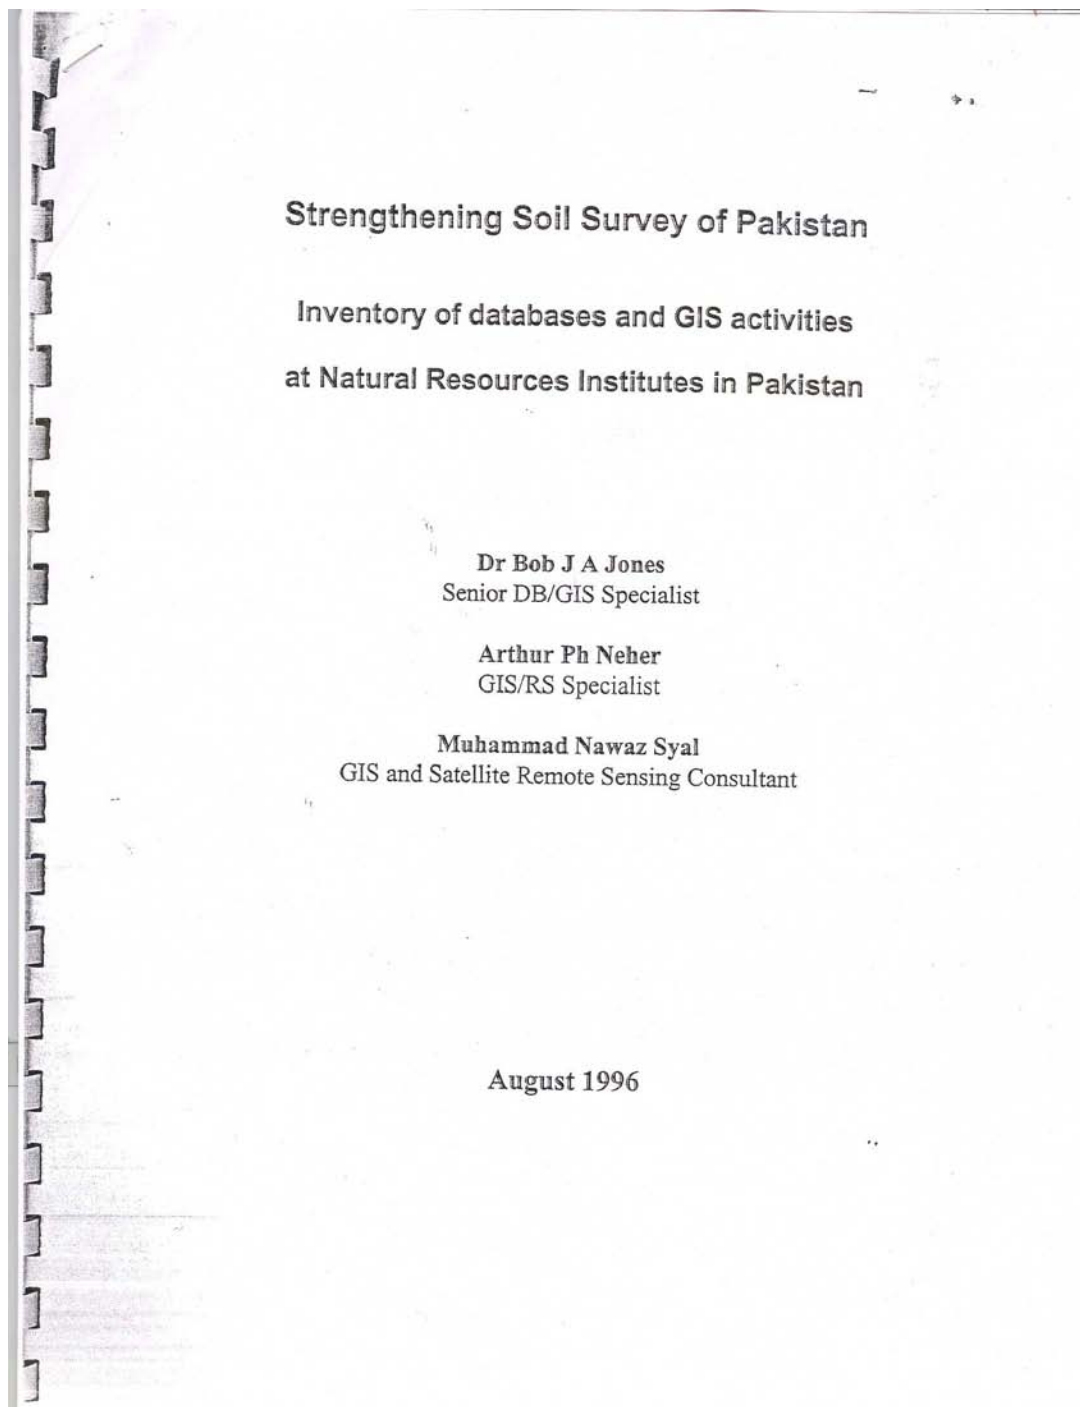 Strengthening Soil Survey of Pakistan
Inventory of databases and GIS activities
at Natural Resources Institutes in Pakistan
Dr Bob J A Jones
Senior DB/GIS Specialist
Arthur Ph Neher
GIS/RS Specialist
Muhammad Nawaz Syal
GIS and Satellite Remote Sensing Consultant
August 1996